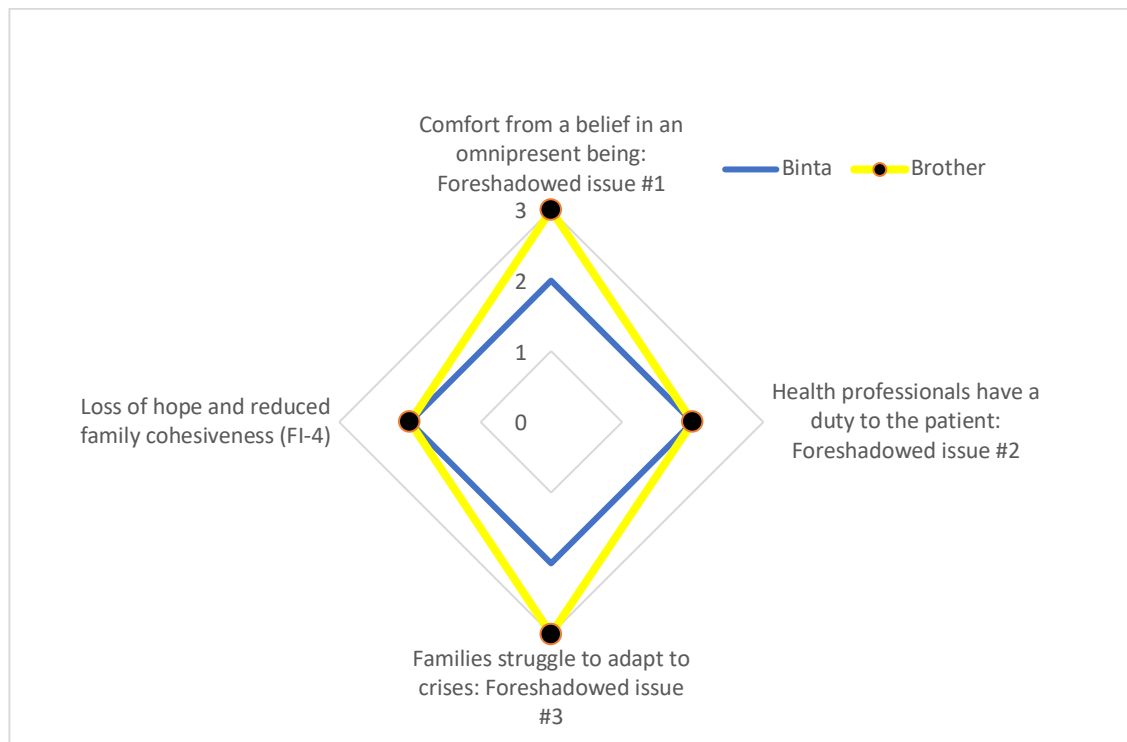 Comfort from a belief in an
omnipresent being:
Foreshadowed issue #1
Binta
Brother
3
2
1
0
Health professionals have a
duty to the patient:
Foreshadowed issue #2
Loss of hope and reduced
family cohesiveness (FI-4)
Families struggle to adapt to
crises: Foreshadowed issue
#3